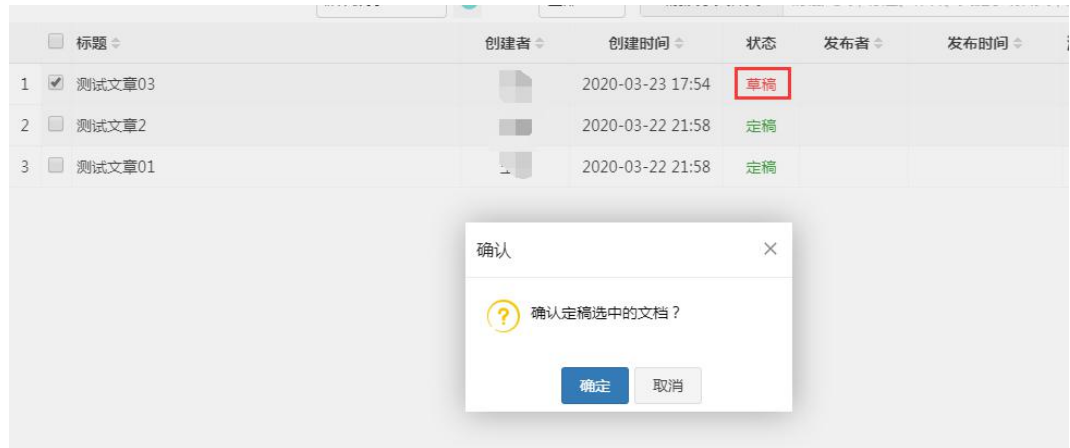 标题 创建者 创建时间 状态 发布者 发布时间
1 测试文章03 2020-03-23 17:54 草稿
2 测试文章2 2020-03-22 21:58 定稿
3 测试文章01 2020-03-22 21:58 定稿
确认
确认定稿选中的文档？
确定 取消